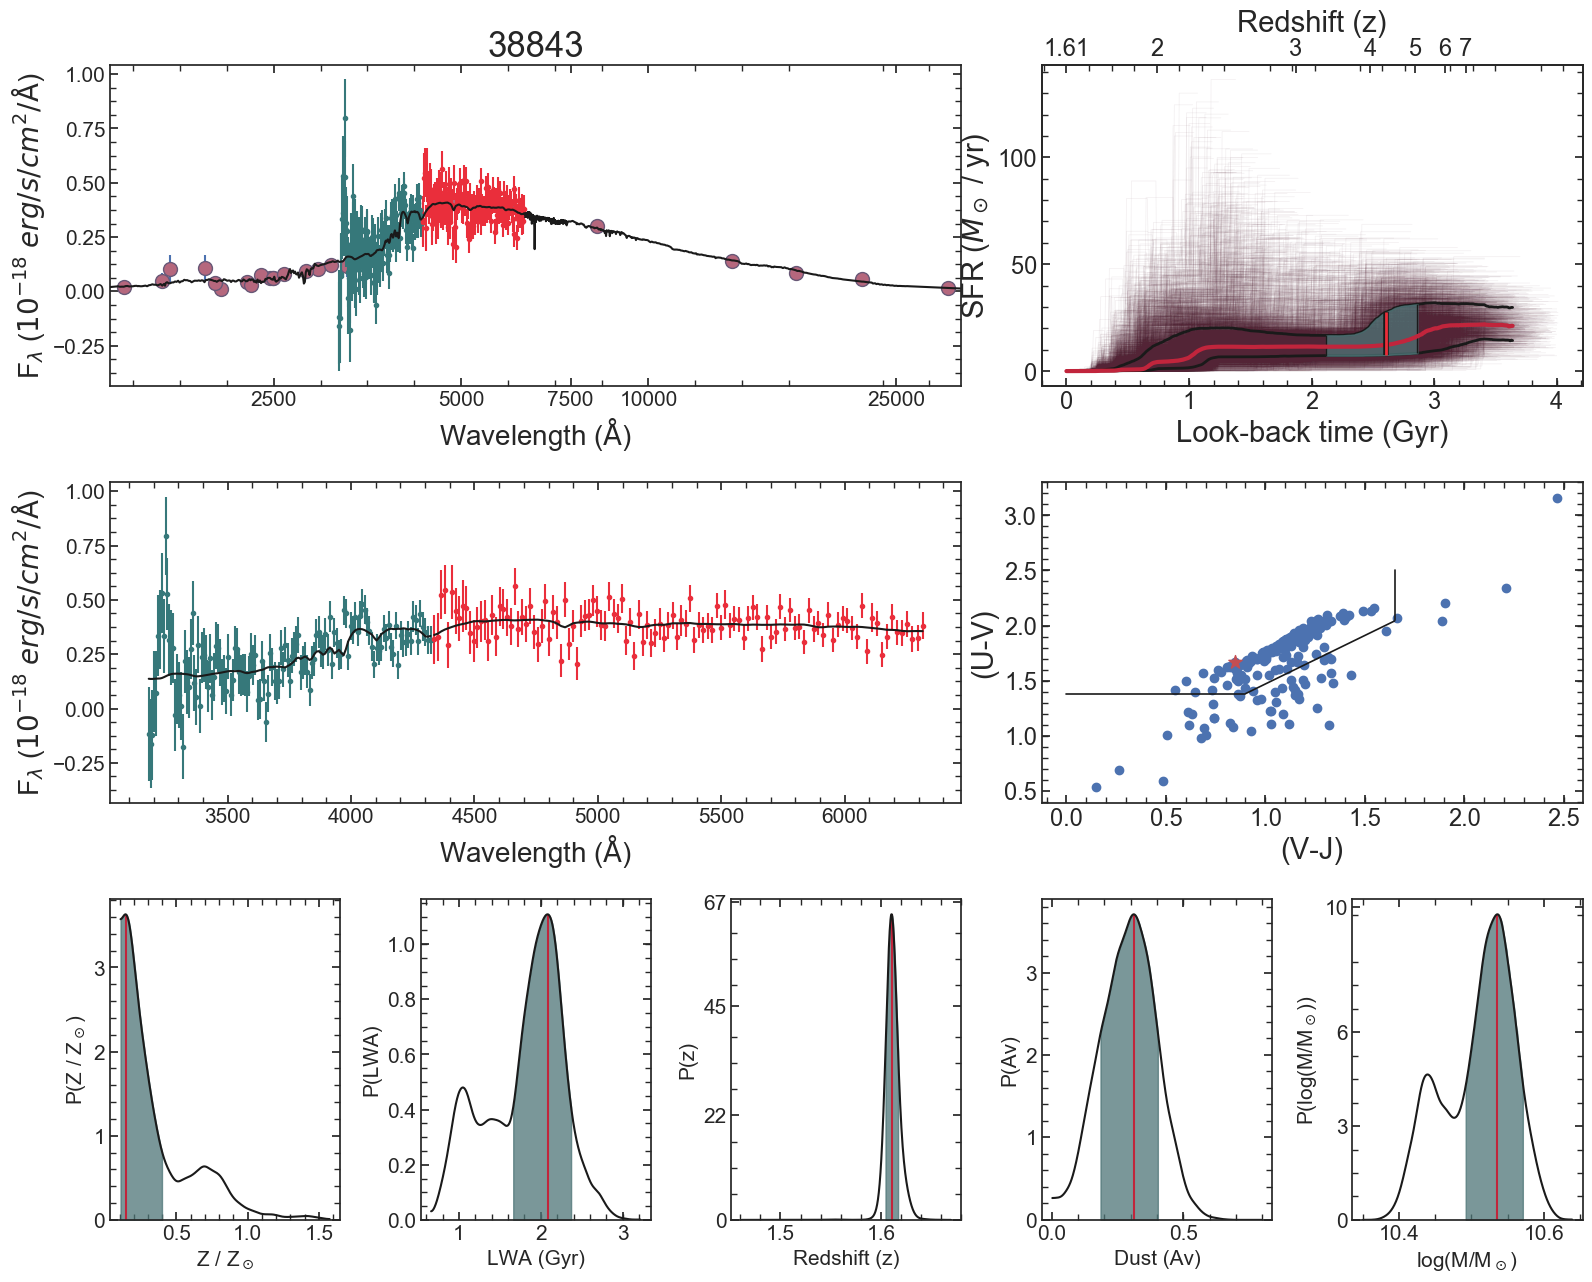 38843
1.00
0.75
0.50
0.25
0.00
−0.25
F_λ (10^−18 erg/s/cm^2/Å)
2500 5000 7500 10000 25000
Wavelength (Å)
Redshift (z)
1.61 2 3 4 5 6 7
100
50
0
SFR (M_⊙ / yr)
0 1 2 3 4
Look-back time (Gyr)
1.00
0.75
0.50
0.25
0.00
−0.25
F_λ (10^−18 erg/s/cm^2/Å)
3500 4000 4500 5000 5500 6000
Wavelength (Å)
3.0
2.5
2.0
1.5
1.0
0.5
(U-V)
0.0 0.5 1.0 1.5 2.0 2.5
(V-J)
3
2
1
0
P(Z / Z_⊙)
0.5 1.0 1.5
Z / Z_⊙
1.0
0.8
0.6
0.4
0.2
0.0
P(LWA)
1 2 3
LWA (Gyr)
67
45
22
0
P(z)
1.5 1.6
Redshift (z)
3
2
1
0
P(Av)
0.0 0.5
Dust (Av)
10
6
3
0
P(log(M/M_⊙))
10.4 10.6
log(M/M_⊙)